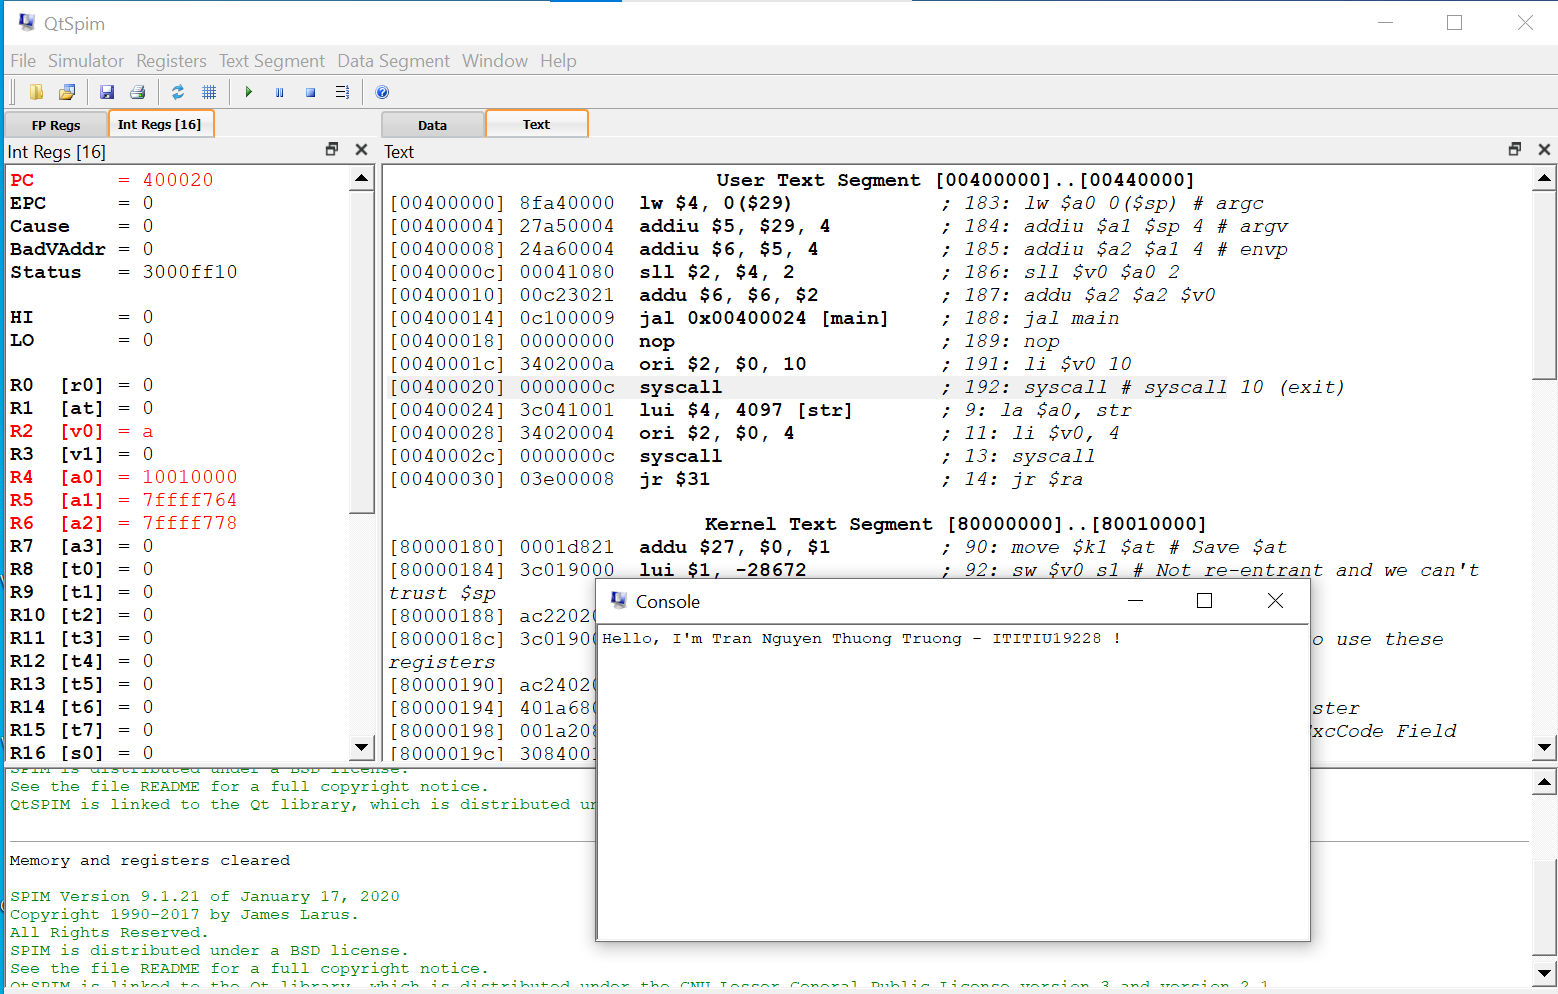 QtSpim
File Simulator Registers Text Segment Data Segment Window Help
FP Regs Int Regs [16] Data Text
Int Regs [16]
PC = 400020
EPC = 0
Cause = 0
BadVAddr = 0
Status = 3000ff10
HI = 0
LO = 0
R0 [r0] = 0
R1 [at] = 0
R2 [v0] = a
R3 [v1] = 0
R4 [a0] = 10010000
R5 [a1] = 7ffff764
R6 [a2] = 7ffff778
R7 [a3] = 0
R8 [t0] = 0
R9 [t1] = 0
R10 [t2] = 0
R11 [t3] = 0
R12 [t4] = 0
R13 [t5] = 0
R14 [t6] = 0
R15 [t7] = 0
R16 [s0] = 0
Text
User Text Segment [00400000]..[00440000]
[00400000] 8fa40000 lw $4, 0($29) ; 183: lw $a0 0($sp) # argc
[00400004] 27a50004 addiu $5, $29, 4 ; 184: addiu $a1 $sp 4 # argv
[00400008] 24a60004 addiu $6, $5, 4 ; 185: addiu $a2 $a1 4 # envp
[0040000c] 00041080 sll $2, $4, 2 ; 186: sll $v0 $a0 2
[00400010] 00c23021 addu $6, $6, $2 ; 187: addu $a2 $a2 $v0
[00400014] 0c100009 jal 0x00400024 [main] ; 188: jal main
[00400018] 00000000 nop ; 189: nop
[0040001c] 3402000a ori $2, $0, 10 ; 191: li $v0 10
[00400020] 0000000c syscall ; 192: syscall # syscall 10 (exit)
[00400024] 3c041001 lui $4, 4097 [str] ; 9: la $a0, str
[00400028] 34020004 ori $2, $0, 4 ; 11: li $v0, 4
[0040002c] 0000000c syscall ; 13: syscall
[00400030] 03e00008 jr $31 ; 14: jr $ra
Kernel Text Segment [80000000]..[80010000]
[80000180] 0001d821 addu $27, $0, $1 ; 90: move $k1 $at # Save $at
[80000184] 3c019000 lui $1, -28672 ; 92: sw $v0 s1 # Not re-entrant and we can't
trust $sp
[80000188] ac2202
[8000018c] 3c0190 o use these
registers
[80000190] ac2402
[80000194] 401a68 ster
[80000198] 001a20 xcCode Field
[8000019c] 308400
Console
Hello, I'm Tran Nguyen Thuong Truong - ITITIU19228 !
SPIM is distributed under a BSD license.
See the file README for a full copyright notice.
QtSPIM is linked to the Qt library, which is distributed un
Memory and registers cleared
SPIM Version 9.1.21 of January 17, 2020
Copyright 1990-2017 by James Larus.
All Rights Reserved.
SPIM is distributed under a BSD license.
See the file README for a full copyright notice.
QtSPIM is linked to the Qt library, which is distributed under the GNU Lesser General Public License version 3 and version 2.1